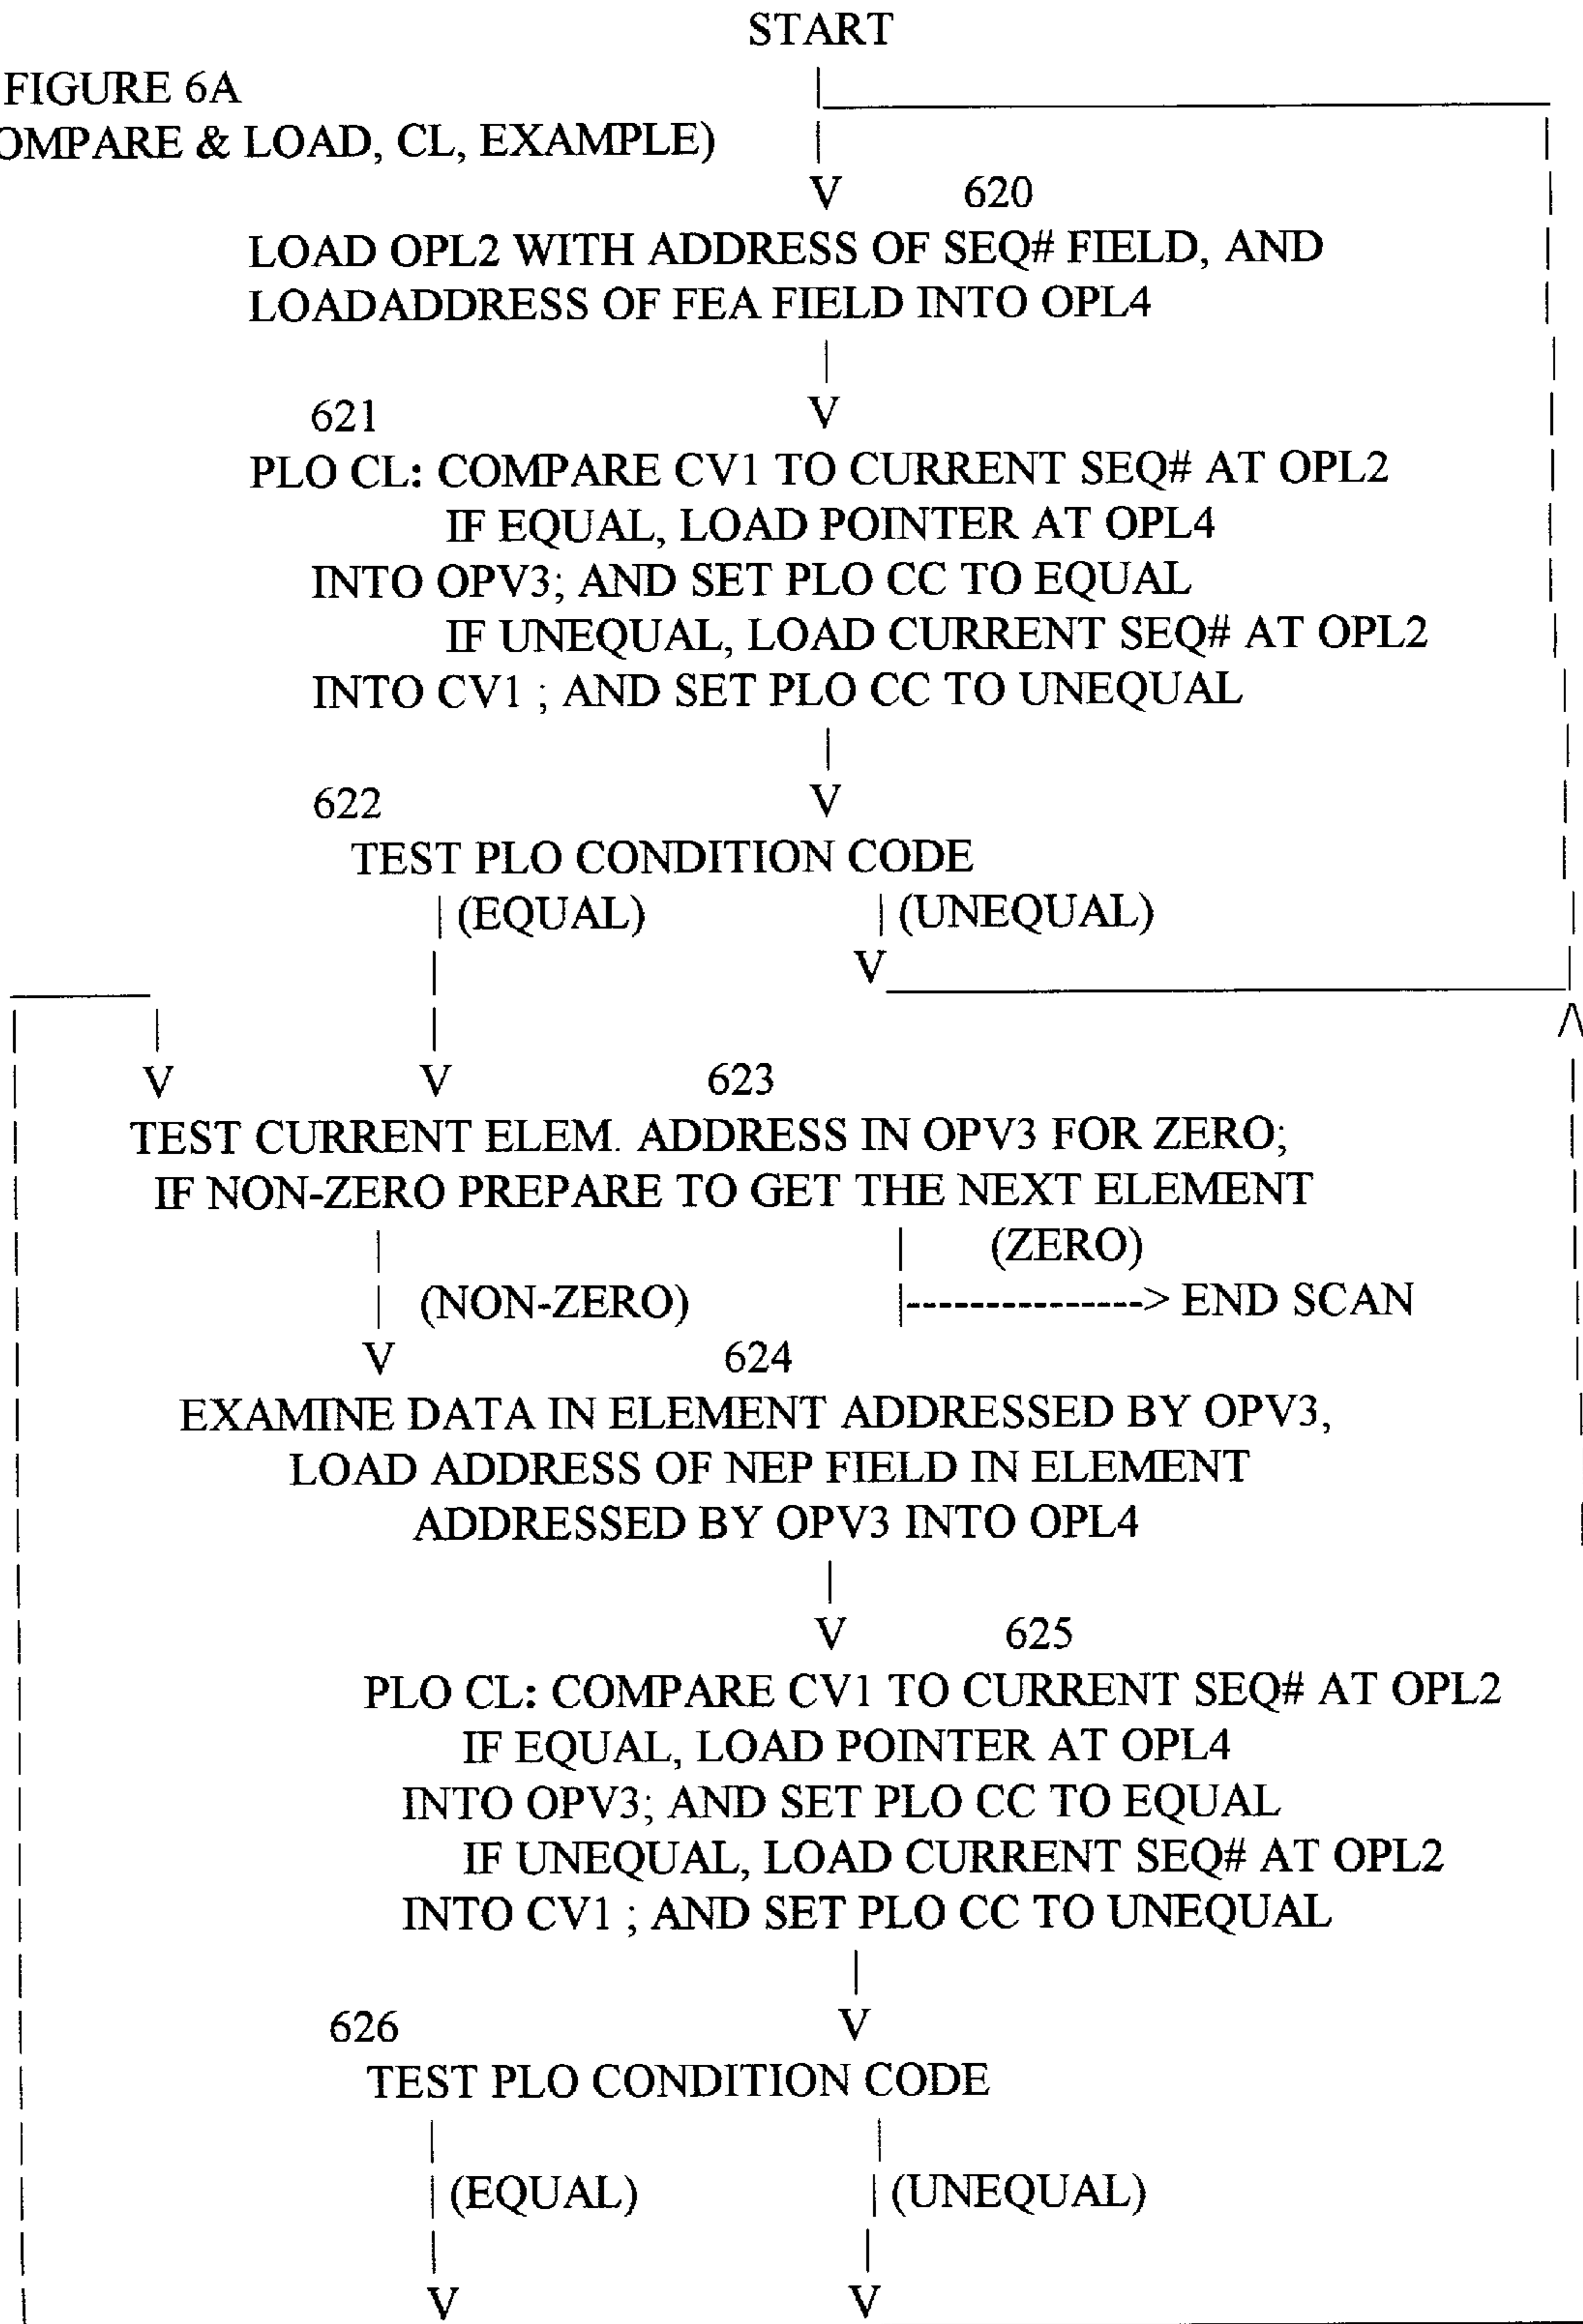 START
FIGURE 6A
OMPARE & LOAD, CL, EXAMPLE)
620
LOAD OPL2 WITH ADDRESS OF SEQ# FIELD, AND
LOADADDRESS OF FEA FIELD INTO OPL4
621
PLO CL: COMPARE CV1 TO CURRENT SEQ# AT OPL2
IF EQUAL, LOAD POINTER AT OPL4
INTO OPV3; AND SET PLO CC TO EQUAL
IF UNEQUAL, LOAD CURRENT SEQ# AT OPL2
INTO CV1 ; AND SET PLO CC TO UNEQUAL
622
TEST PLO CONDITION CODE
(EQUAL) (UNEQUAL)
623
TEST CURRENT ELEM. ADDRESS IN OPV3 FOR ZERO;
IF NON-ZERO PREPARE TO GET THE NEXT ELEMENT
(ZERO)
(NON-ZERO) END SCAN
624
EXAMINE DATA IN ELEMENT ADDRESSED BY OPV3,
LOAD ADDRESS OF NEP FIELD IN ELEMENT
ADDRESSED BY OPV3 INTO OPL4
625
PLO CL: COMPARE CV1 TO CURRENT SEQ# AT OPL2
IF EQUAL, LOAD POINTER AT OPL4
INTO OPV3; AND SET PLO CC TO EQUAL
IF UNEQUAL, LOAD CURRENT SEQ# AT OPL2
INTO CV1 ; AND SET PLO CC TO UNEQUAL
626
TEST PLO CONDITION CODE
(EQUAL) (UNEQUAL)